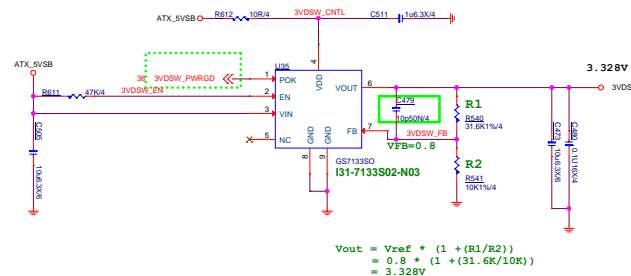 ATX_5VSB
R612
10R/4
3VDSW_CNTL
C511
1u6.3X/4
ATX_5VSB
38
3VDSW_PWRGD
U35
4
VDD
1
POK
VOUT
6
3.328V
3VDS
R611
47K/4
3VDSW_EN
2
EN
C479
10p50N/4
R1
R540
31.6K1%/4
3
VIN
FB
7
3VDSW_FB
VFB=0.8
5
NC
GND
GND
8
9
GS7133SO
I31-7133S02-N03
R2
R541
10K1%/4
10u6.3X/6
C473
10u6.3X/6
0.1U16X/4
Vout = Vref * (1 +(R1/R2))
= 0.8 * (1 +(31.6K/10K))
= 3.328V